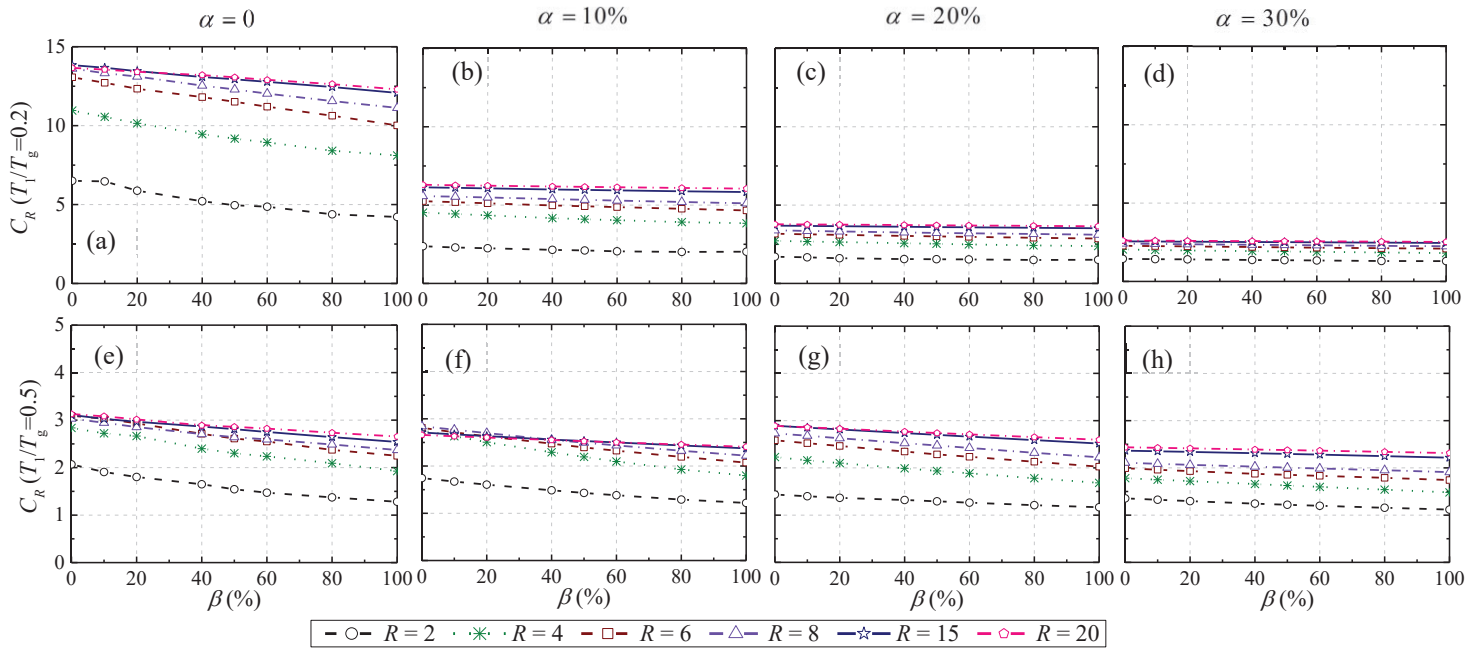 α = 0
α = 10%
α = 20%
α = 30%
C_R (T_1/T_g=0.2)
15
10
5
0
(a)
(b)
(c)
(d)
0 20 40 60 80 100
0 20 40 60 80 100
0 20 40 60 80 100
0 20 40 60 80 100
C_R (T_1/T_g=0.5)
5
4
3
2
1
0
(e)
(f)
(g)
(h)
0 20 40 60 80 100
0 20 40 60 80 100
0 20 40 60 80 100
0 20 40 60 80 100
β (%)
β (%)
β (%)
β (%)
R = 2 R = 4 R = 6 R = 8 R = 15 R = 20